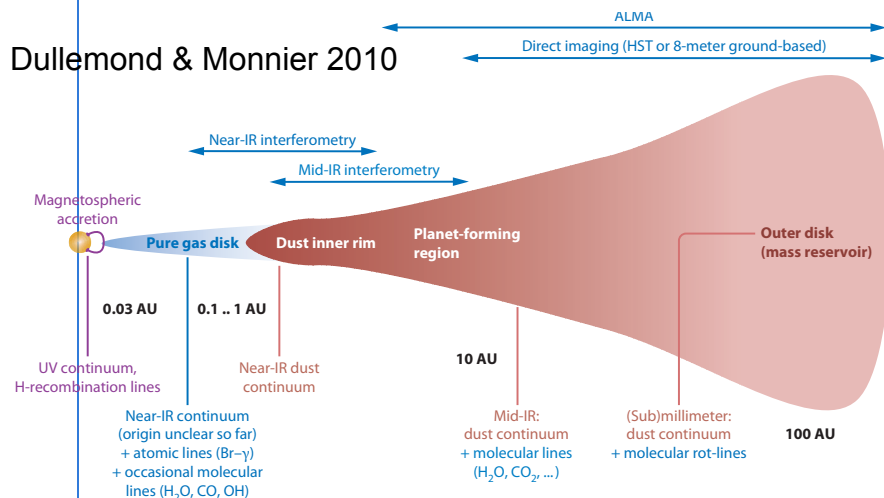 ALMA
Direct imaging (HST or 8-meter ground-based)
Dullemond & Monnier 2010
Near-IR interferometry
Mid-IR interferometry
Magnetospheric
accretion
Pure gas disk
Dust inner rim
Planet-forming
region
Outer disk
(mass reservoir)
0.03 AU
0.1 .. 1 AU
10 AU
100 AU
UV continuum,
H-recombination lines
Near-IR dust
continuum
Near-IR continuum
(origin unclear so far)
+ atomic lines (Br–γ)
+ occasional molecular
lines (H₂O, CO, OH)
Mid-IR:
dust continuum
+ molecular lines
(H₂O, CO₂, ...)
(Sub)millimeter:
dust continuum
+ molecular rot-lines